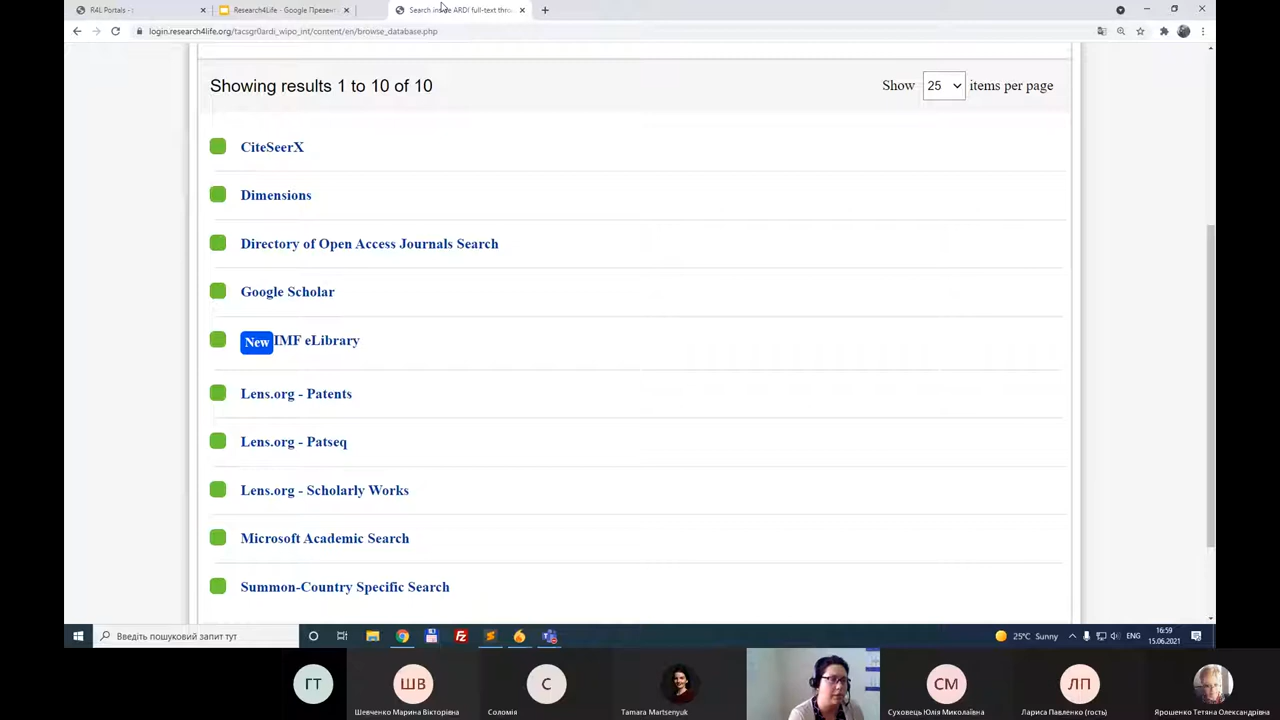 R4L Portals - :
Research4Life - Google Презент
Search inside ARDI full-text thro
login.research4life.org/tacsgr0ardi_wipo_int/content/en/browse_database.php
Showing results 1 to 10 of 10
Show 25 items per page
CiteSeerX
Dimensions
Directory of Open Access Journals Search
Google Scholar
New IMF eLibrary
Lens.org - Patents
Lens.org - Patseq
Lens.org - Scholarly Works
Microsoft Academic Search
Summon-Country Specific Search
Введіть пошуковий запит тут
25°C Sunny
ENG
16:59
15.06.2021
ГТ
ШВ
С
СМ
ЛП
Шевченко Марина Вікторівна
Соломія
Tamara Martsenyuk
Суховець Юлія Миколаївна
Лариса Павленко (гость)
Ярошенко Тетяна Олександрівна